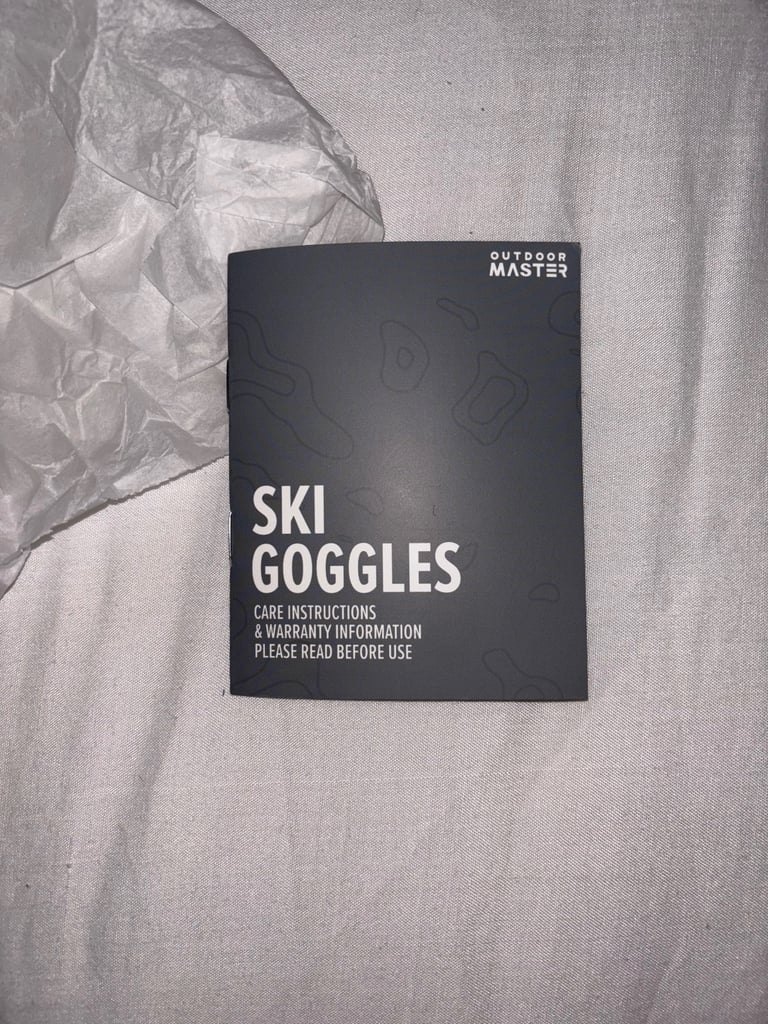 OUTDOOR
MASTER
SKI
GOGGLES
CARE INSTRUCTIONS
& WARRANTY INFORMATION
PLEASE READ BEFORE USE